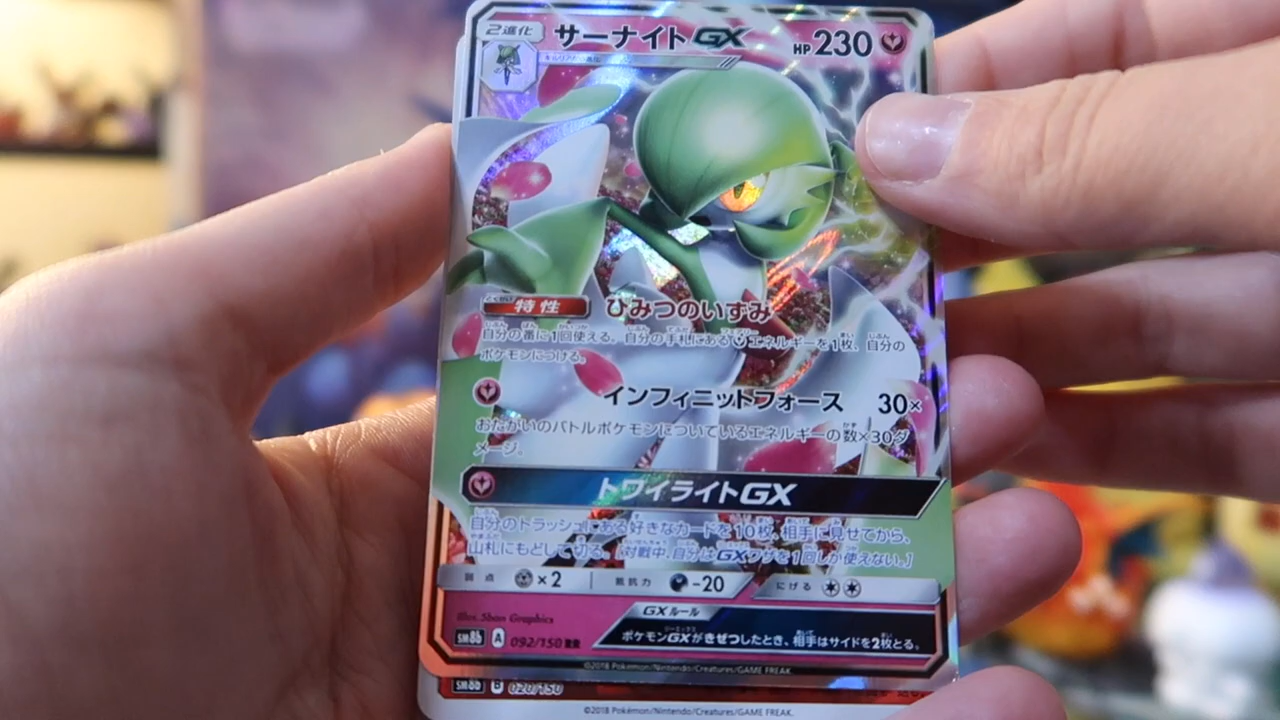 2進化 サーナイトGX HP230
特性 ひみつのいずみ
自分の番に1回使える。自分の手札にあるエネルギーを1枚、自分の
ポケモンにつける。
インフィニットフォース 30×
おたがいのバトルポケモンについているエネルギーの数×30ダ
メージ。
トワイライトGX
自分のトラッシュにある好きなカードを10枚、相手に見せてから、
山札にもどして切る。[対戦中、自分はGXワザを1回しか使えない。]
弱点 ×2 抵抗力 -20 にげる
Illus. 5ban Graphics
GXルール
SM8b A 092/150 RR
ポケモンGXがきぜつしたとき、相手はサイドを2枚とる。
©2018 Pokémon/Nintendo/Creatures/GAME FREAK.
SM8b B 020/150
©2018 Pokémon/Nintendo/Creatures/GAME FREAK.